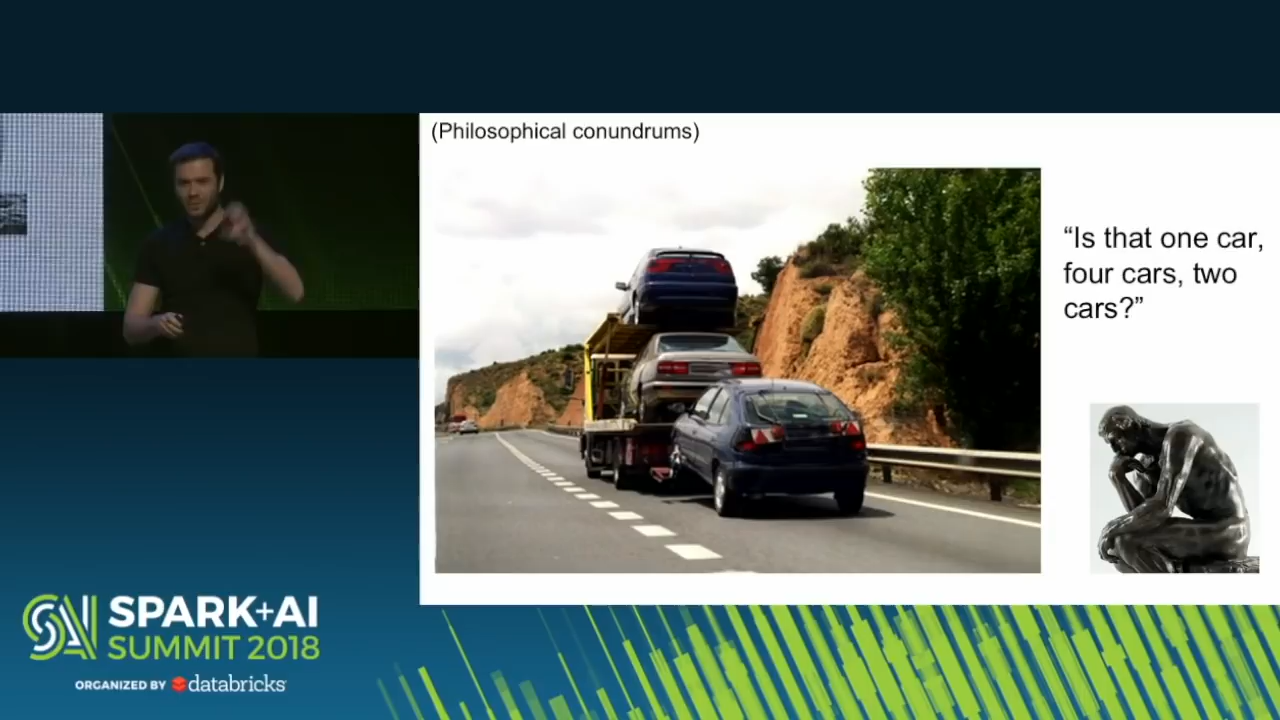 (Philosophical conundrums)
“Is that one car,
four cars, two
cars?”
SPARK+AI
SUMMIT 2018
ORGANIZED BY databricks